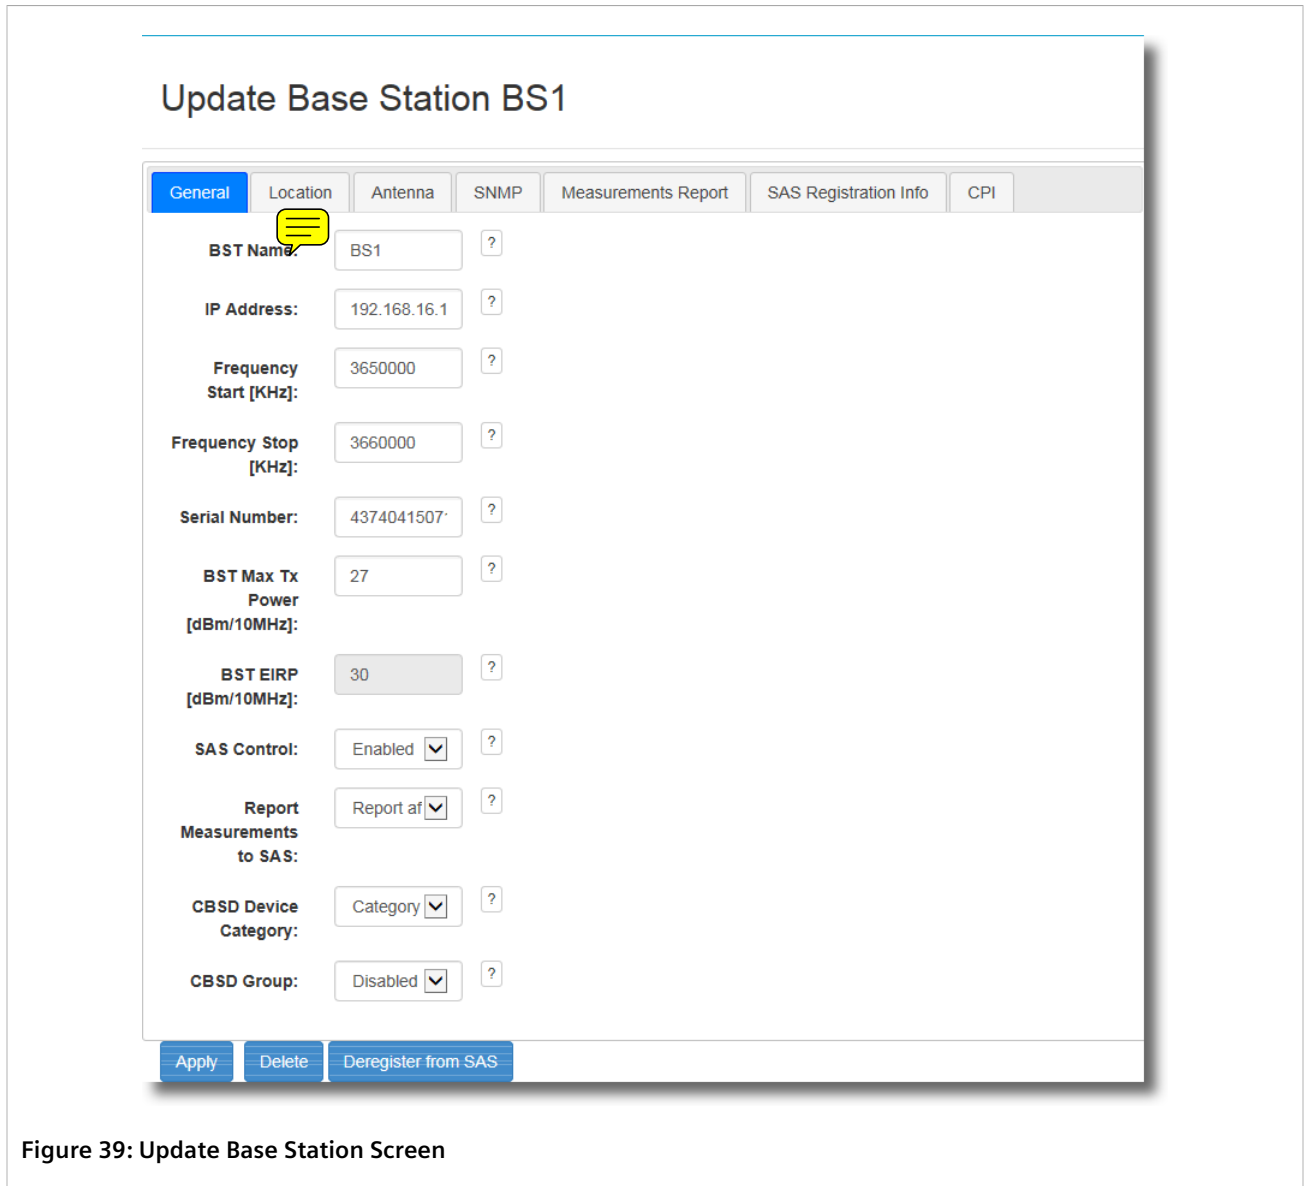 Update Base Station BS1
General Location Antenna SNMP Measurements Report SAS Registration Info CPI
BST Name: BS1 ?
IP Address: 192.168.16.1 ?
Frequency 3650000 ?
Start [KHz]:
Frequency Stop 3660000 ?
[KHz]:
Serial Number: 4374041507 ?
BST Max Tx 27 ?
Power
[dBm/10MHz]:
BST EIRP 30 ?
[dBm/10MHz]:
SAS Control: Enabled ?
Report Report af ?
Measurements
to SAS:
CBSD Device Category ?
Category:
CBSD Group: Disabled ?
Apply Delete Deregister from SAS
Figure 39: Update Base Station Screen